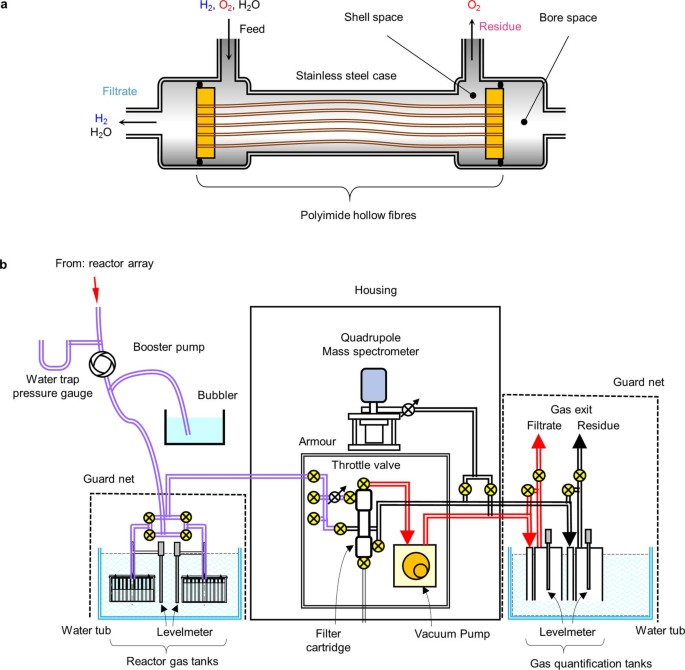 a
H2, O2, H2O
Feed
O2
Residue
Shell space
Bore space
Stainless steel case
Filtrate
H2
H2O
Polyimide hollow fibres
b
From: reactor array
Housing
Booster pump
Quadrupole
Mass spectrometer
Water trap
pressure gauge
Bubbler
Guard net
Gas exit
Filtrate Residue
Armour
Throttle valve
Guard net
Water tub
Levelmeter
Reactor gas tanks
Filter
cartridge
Vacuum Pump
Levelmeter
Water tub
Gas quantification tanks